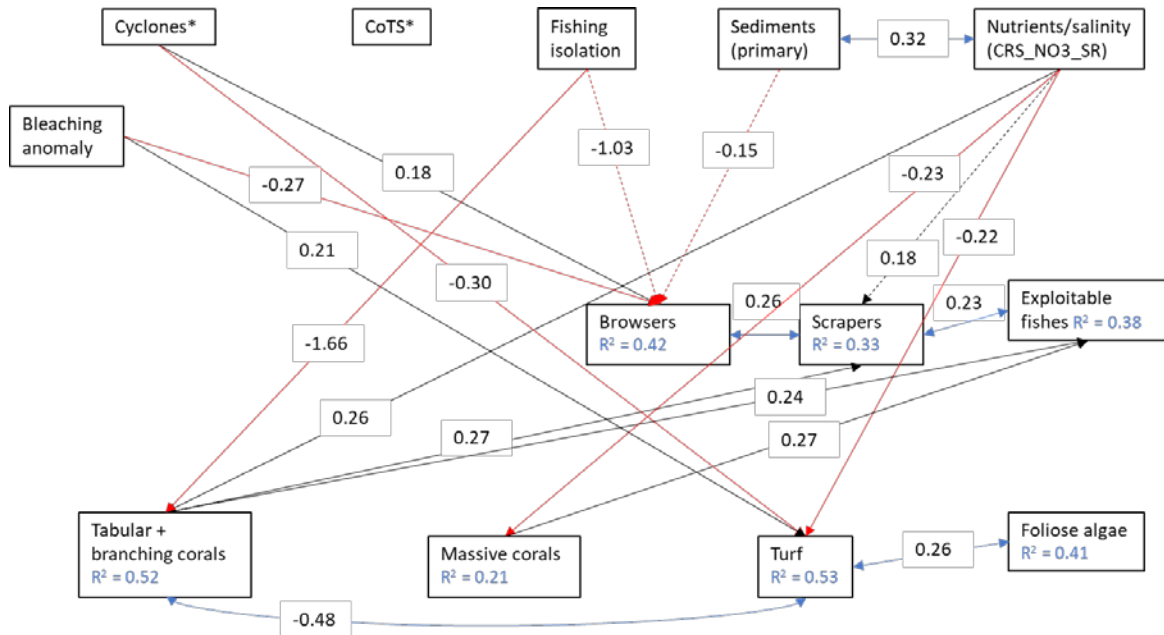 Cyclones*
CoTS*
Fishing
isolation
Sediments
(primary)
0.32
Nutrients/salinity
(CRS_NO3_SR)
Bleaching
anomaly
-1.03
-0.15
-0.23
-0.27
0.18
0.21
-0.30
0.18
-0.22
0.26
0.23
Browsers
R² = 0.42
Scrapers
R² = 0.33
Exploitable
fishes R² = 0.38
-1.66
0.26
0.27
0.24
0.27
Tabular +
branching corals
R² = 0.52
Massive corals
R² = 0.21
Turf
R² = 0.53
0.26
Foliose algae
R² = 0.41
-0.48